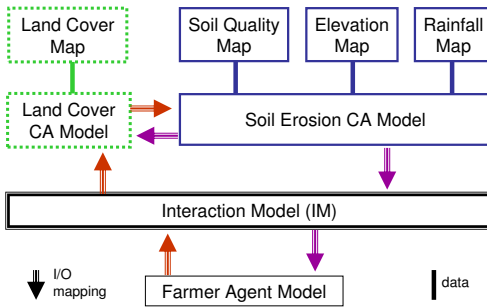 Land Cover
Map
Soil Quality
Map
Elevation
Map
Rainfall
Map
Land Cover
CA Model
Soil Erosion CA Model
Interaction Model (IM)
I/O
mapping
Farmer Agent Model
data